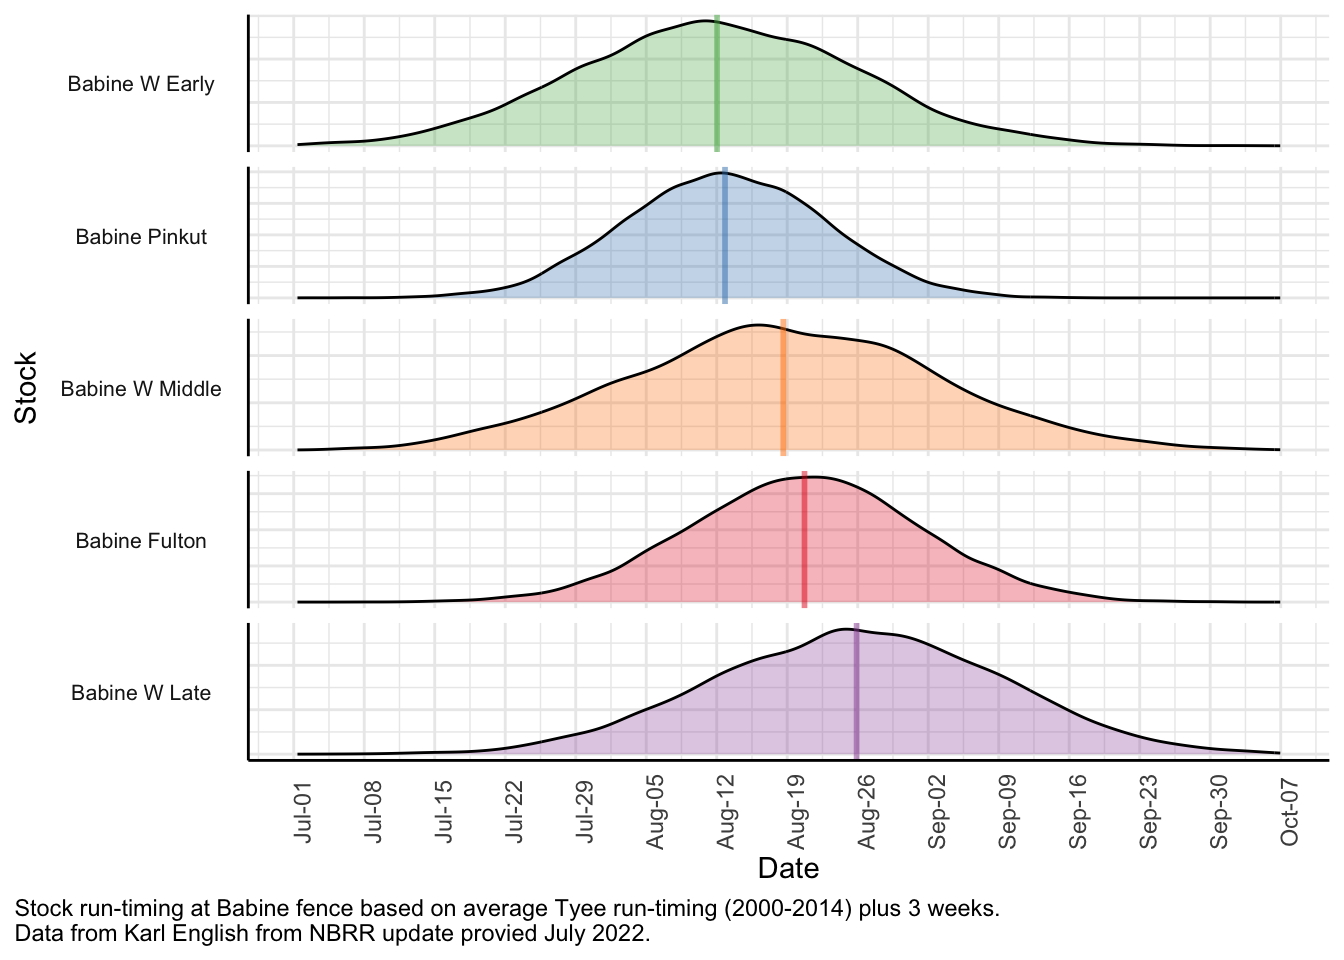 Babine W Early
Babine Pinkut
Babine W Middle
Babine Fulton
Babine W Late
Stock
Jul-01
Jul-08
Jul-15
Jul-22
Jul-29
Aug-05
Aug-12
Aug-19
Aug-26
Sep-02
Sep-09
Sep-16
Sep-23
Sep-30
Oct-07
Date
Stock run-timing at Babine fence based on average Tyee run-timing (2000-2014) plus 3 weeks.
Data from Karl English from NBRR update provied July 2022.